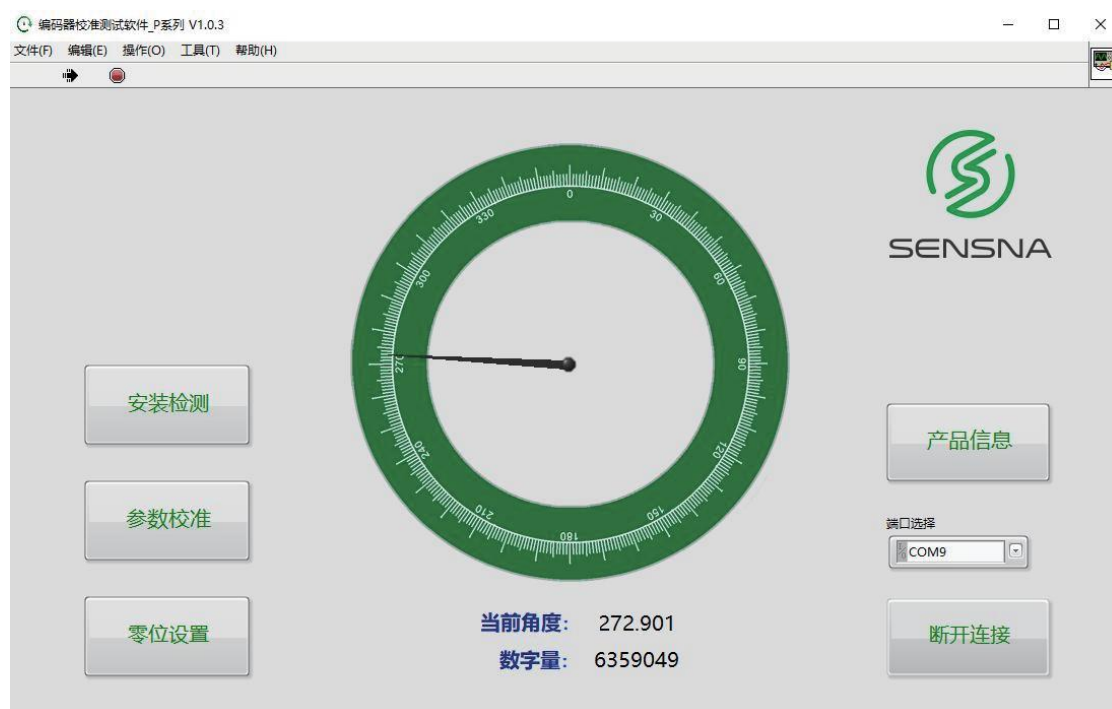 编码器校准测试软件_P系列 V1.0.3
文件(F) 编辑(E) 操作(O) 工具(T) 帮助(H)
SENSNA
0
30
60
90
120
150
180
210
240
270
300
330
安装检测
参数校准
零位设置
当前角度: 272.901
数字量: 6359049
产品信息
端口选择
COM9
断开连接